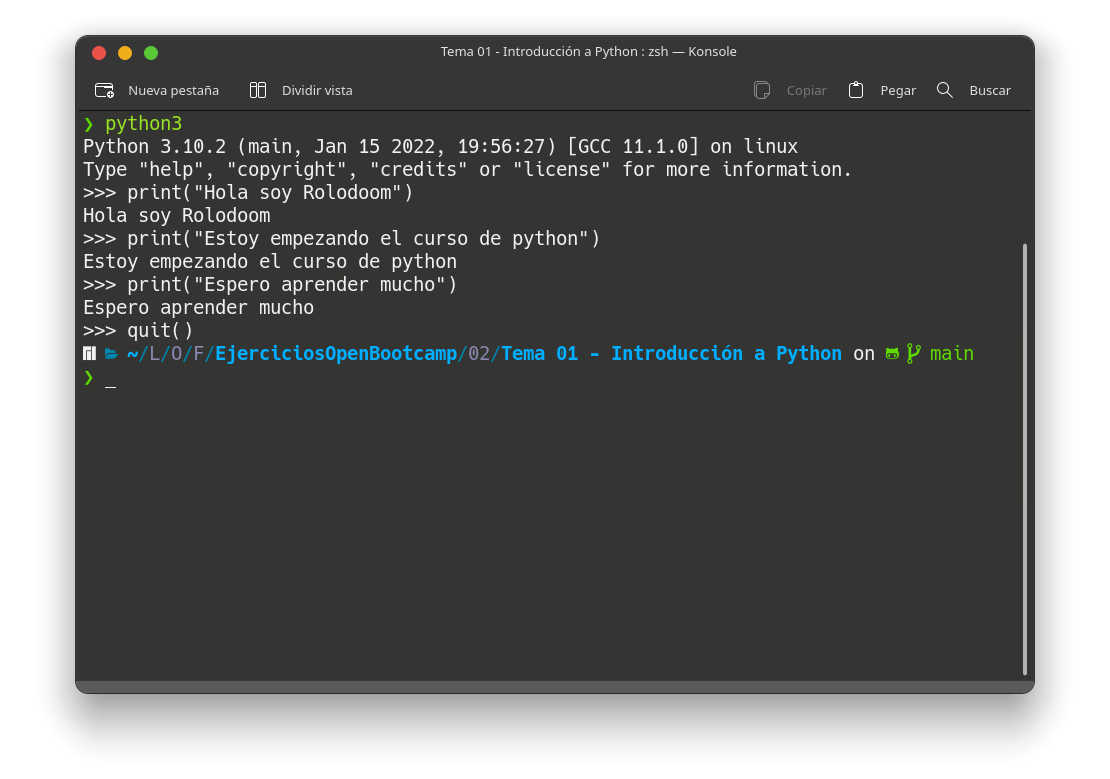 Tema 01 - Introducción a Python : zsh — Konsole
Nueva pestaña Dividir vista Copiar Pegar Buscar
❯ python3
Python 3.10.2 (main, Jan 15 2022, 19:56:27) [GCC 11.1.0] on linux
Type "help", "copyright", "credits" or "license" for more information.
>>> print("Hola soy Rolodoom")
Hola soy Rolodoom
>>> print("Estoy empezando el curso de python")
Estoy empezando el curso de python
>>> print("Espero aprender mucho")
Espero aprender mucho
>>> quit()
~/L/O/F/EjerciciosOpenBootcamp/02/Tema 01 - Introducción a Python on main
❯ _